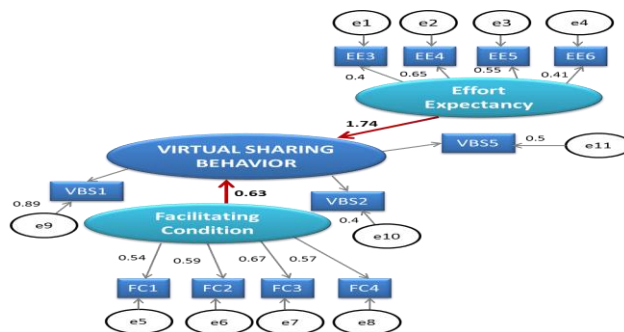 e1 e2 e3 e4
EE3 EE4 EE5 EE6
0.4 0.65 0.55 0.41
Effort
Expectancy
1.74
VIRTUAL SHARING
BEHAVIOR
VBS5 0.5 e11
VBS1 0.63 VBS2
0.89 e9 0.4 e10
Facilitating
Condition
0.54 0.59 0.67 0.57
FC1 FC2 FC3 FC4
e5 e6 e7 e8